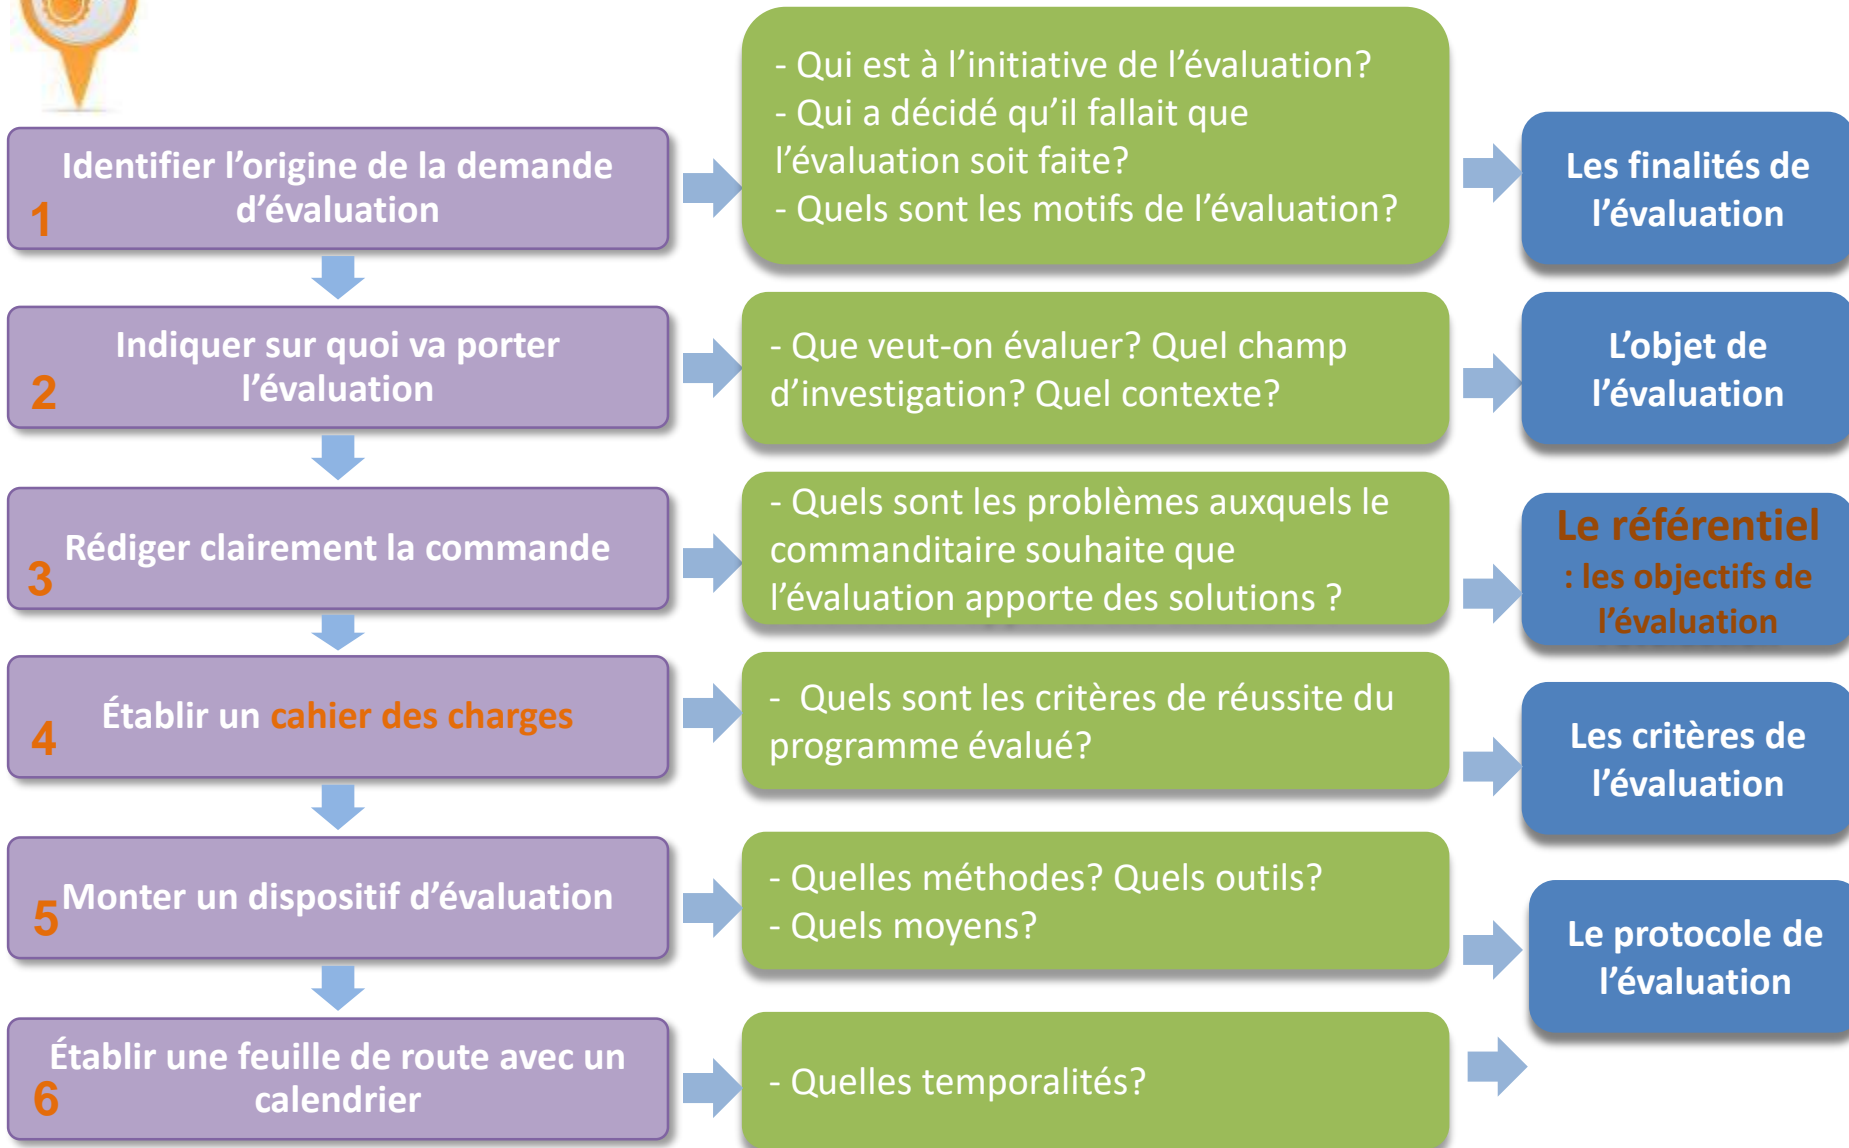 - Qui est à l'initiative de l'évaluation?
- Qui a décidé qu'il fallait que
l'évaluation soit faite?
- Quels sont les motifs de l'évaluation?
Identifier l'origine de la demande
d'évaluation
1
Les finalités de
l'évaluation
Indiquer sur quoi va porter
l'évaluation
2
- Que veut-on évaluer? Quel champ
d'investigation? Quel contexte?
L'objet de
l'évaluation
Rédiger clairement la commande
3
- Quels sont les problèmes auxquels le
commanditaire souhaite que
l'évaluation apporte des solutions ?
Le référentiel
: les objectifs de
l'évaluation
Établir un cahier des charges
4
- Quels sont les critères de réussite du
programme évalué?
Les critères de
l'évaluation
Monter un dispositif d'évaluation
5
- Quelles méthodes? Quels outils?
- Quels moyens?
Le protocole de
l'évaluation
Établir une feuille de route avec un
calendrier
6
- Quelles temporalités?